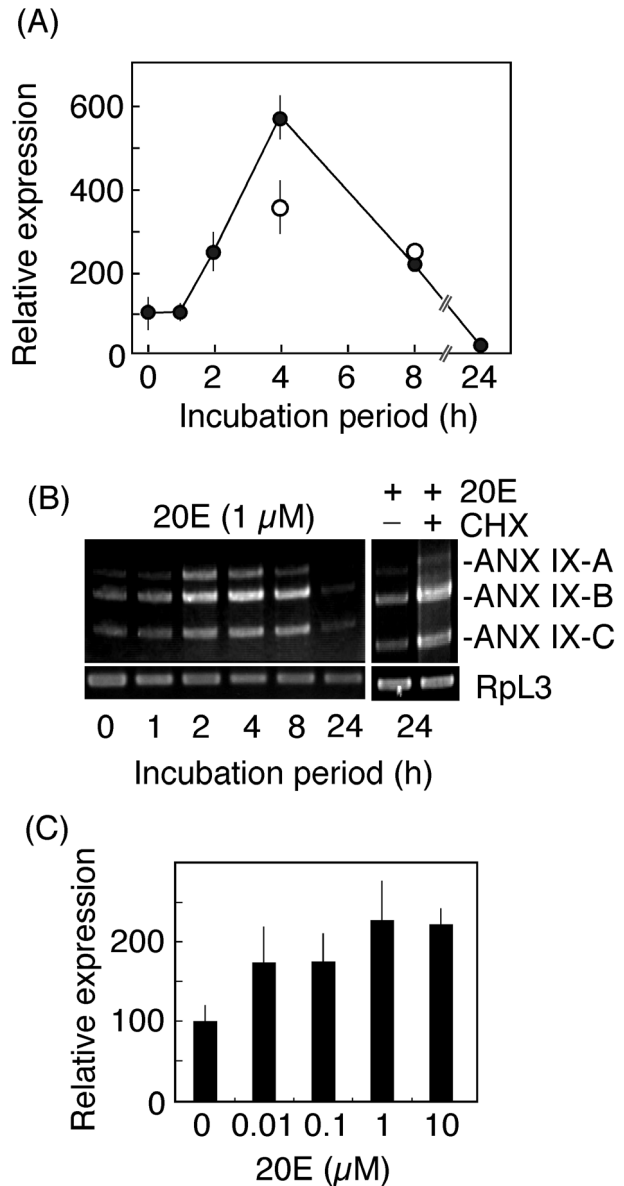 (A)
Relative expression
600
400
200
0
0 2 4 6 8 24
Incubation period (h)
(B)
20E (1 µM)
+ + 20E
− + CHX
-ANX IX-A
-ANX IX-B
-ANX IX-C
RpL3
0 1 2 4 8 24 24
Incubation period (h)
(C)
Relative expression
200
100
0
0 0.01 0.1 1 10
20E (µM)